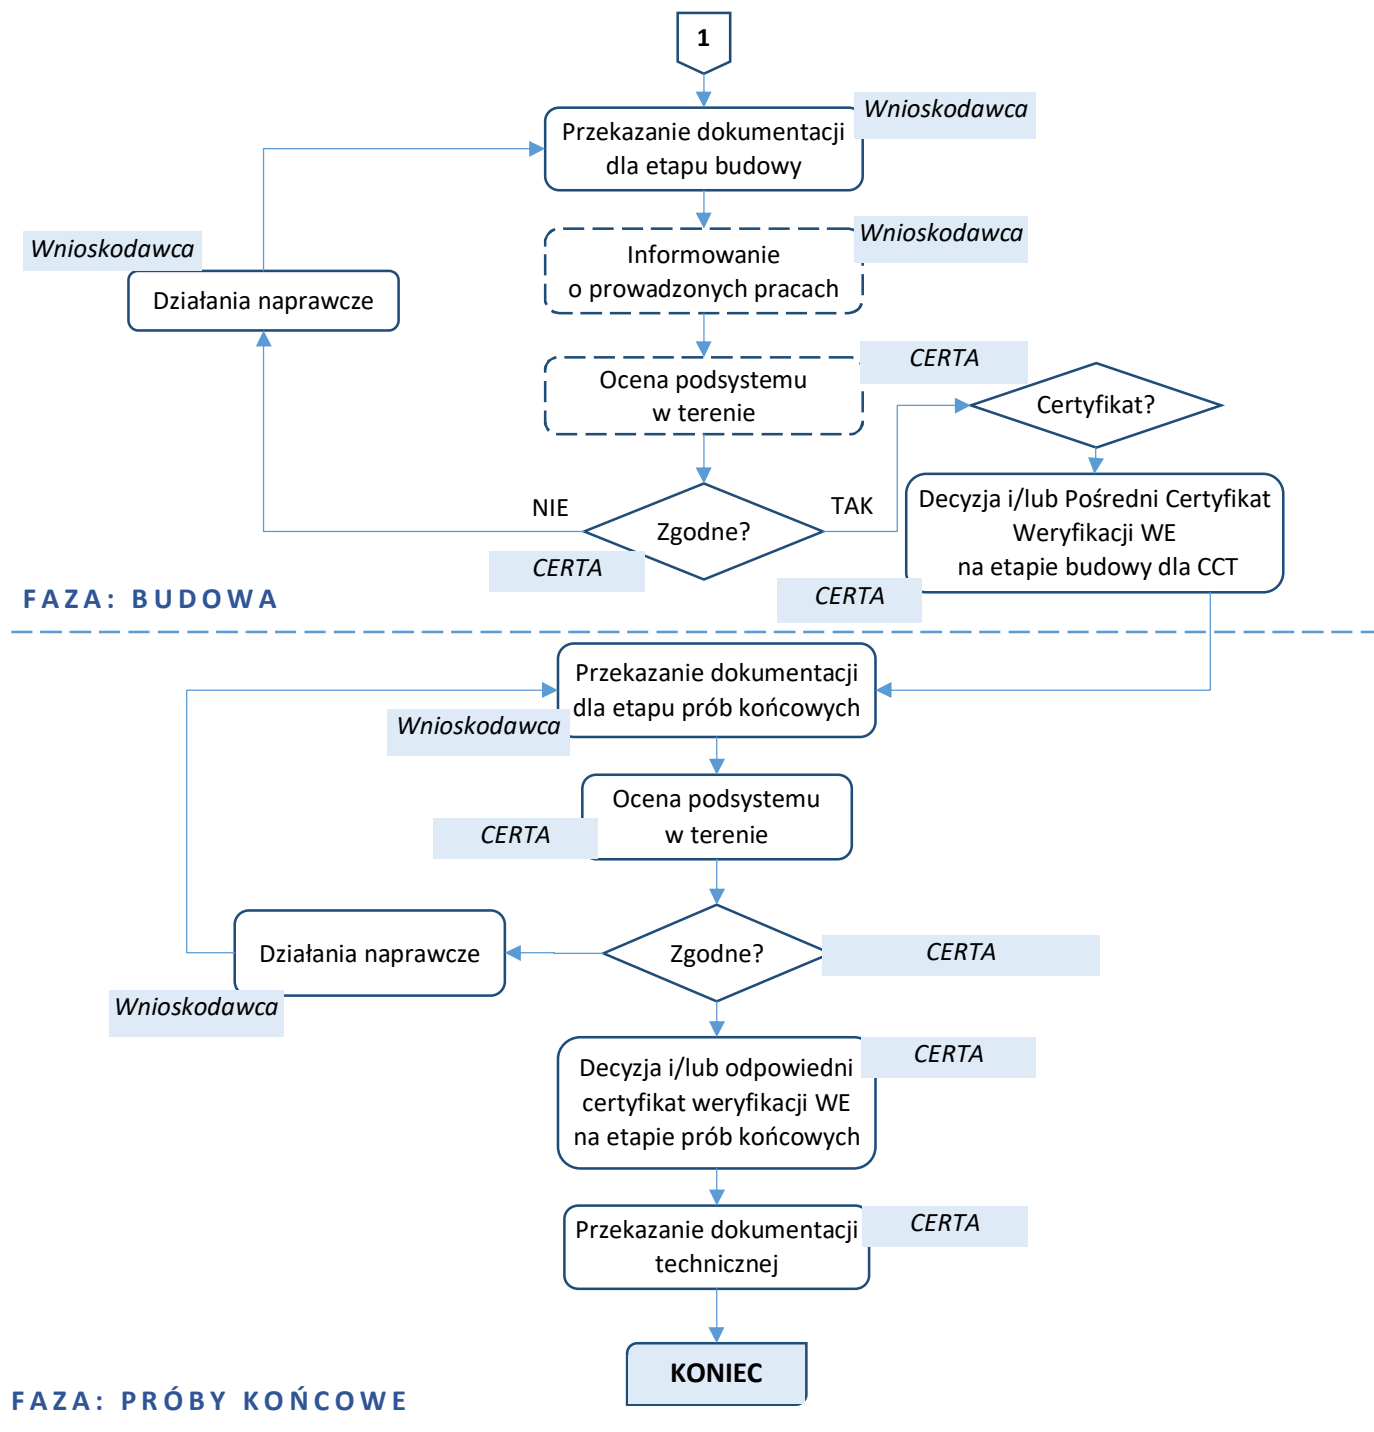 1
Wnioskodawca
Przekazanie dokumentacji
dla etapu budowy
Wnioskodawca
Informowanie
o prowadzonych pracach
Wnioskodawca
Działania naprawcze
CERTA
Ocena podsystemu
w terenie
Certyfikat?
NIE
TAK
Zgodne?
CERTA
Decyzja i/lub Pośredni Certyfikat
Weryfikacji WE
na etapie budowy dla CCT
CERTA
FAZA: BUDOWA
Przekazanie dokumentacji
dla etapu prób końcowych
Wnioskodawca
Ocena podsystemu
w terenie
CERTA
Zgodne?
CERTA
Działania naprawcze
Wnioskodawca
CERTA
Decyzja i/lub odpowiedni
certyfikat weryfikacji WE
na etapie prób końcowych
CERTA
Przekazanie dokumentacji
technicznej
KONIEC
FAZA: PRÓBY KOŃCOWE